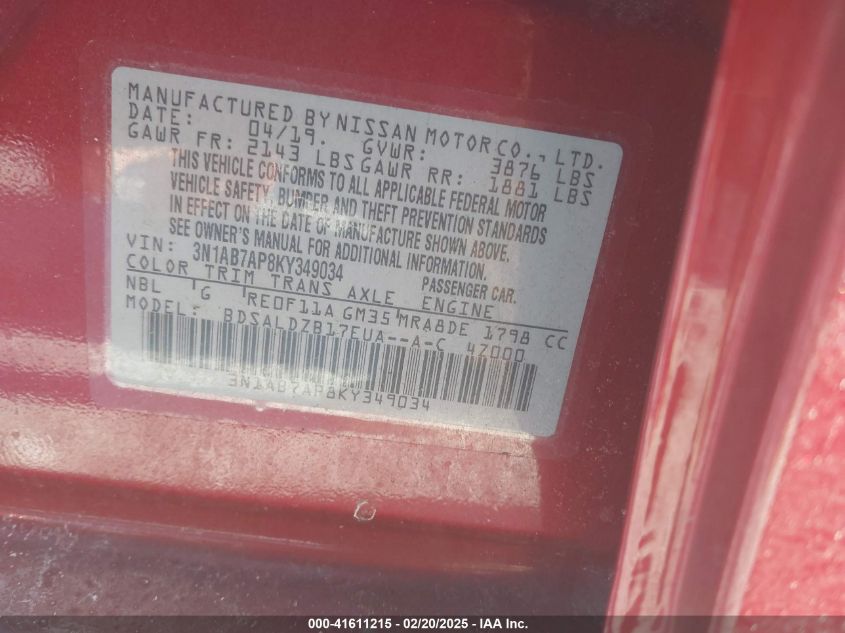 MANUFACTURED BY NISSAN MOTOR CO., LTD.
DATE: 04/19. GVWR: 3876 LBS
GAWR FR: 2143 LBS GAWR RR: 1881 LBS
THIS VEHICLE CONFORMS TO ALL APPLICABLE FEDERAL MOTOR
VEHICLE SAFETY, BUMPER AND THEFT PREVENTION STANDARDS
IN EFFECT ON THE DATE OF MANUFACTURE SHOWN ABOVE.
SEE OWNER'S MANUAL FOR ADDITIONAL INFORMATION.
VIN: 3N1AB7AP8KY349034 PASSENGER CAR.
COLOR TRIM TRANS AXLE ENGINE
NBL G RE0F11A GM35 MRA8DE 1798 CC
MODEL: BDSALDZB17EUA--A-C 47000
3N1AB7AP8KY349034
000-41611215 - 02/20/2025 - IAA Inc.